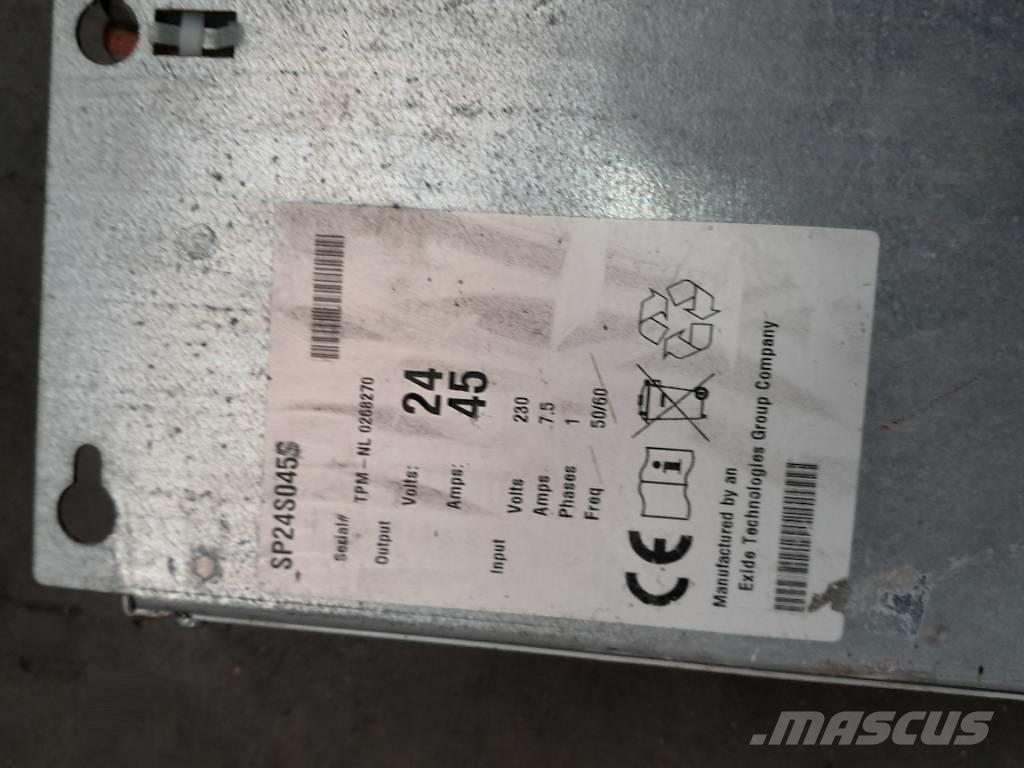 SP24S045S
Serial# TPM-NL 0268270
Output Volts: 24
Amps: 45
Input Volts 230
Amps 7.5
Phases 1
Freq 50/60
CE
i
Manufactured by an
Exide Technologies Group Company
.MASCUS